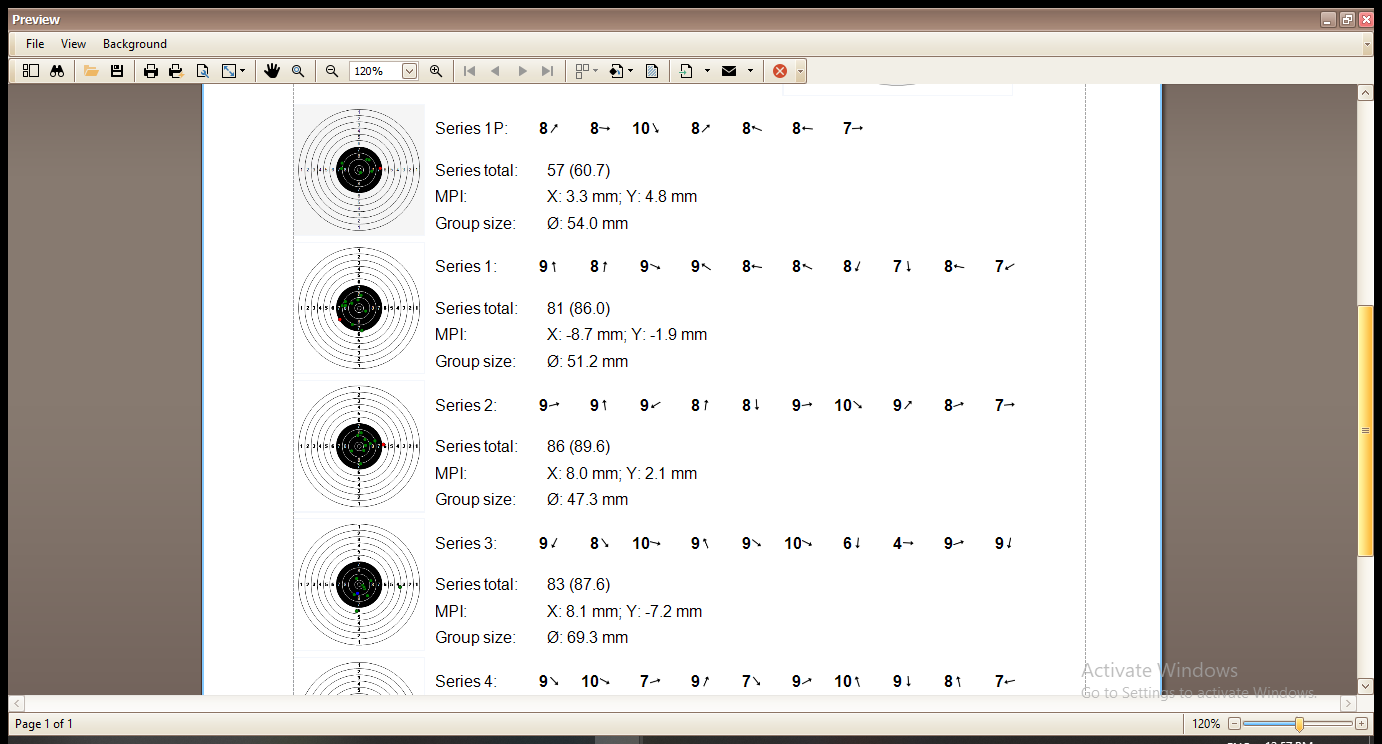 Preview
File View Background
120%
Series 1P: 8 8 10 8 8 8 7
Series total: 57 (60.7)
MPI: X: 3.3 mm; Y: 4.8 mm
Group size: Ø: 54.0 mm
Series 1: 9 8 9 9 8 8 8 7 8 7
Series total: 81 (86.0)
MPI: X: -8.7 mm; Y: -1.9 mm
Group size: Ø: 51.2 mm
Series 2: 9 9 9 8 8 9 10 9 8 7
Series total: 86 (89.6)
MPI: X: 8.0 mm; Y: 2.1 mm
Group size: Ø: 47.3 mm
Series 3: 9 8 10 9 9 10 6 4 9 9
Series total: 83 (87.6)
MPI: X: 8.1 mm; Y: -7.2 mm
Group size: Ø: 69.3 mm
Series 4: 9 10 7 9 7 9 10 9 8 7
Activate Windows
Go to Settings to activate Windows.
Page 1 of 1
120%